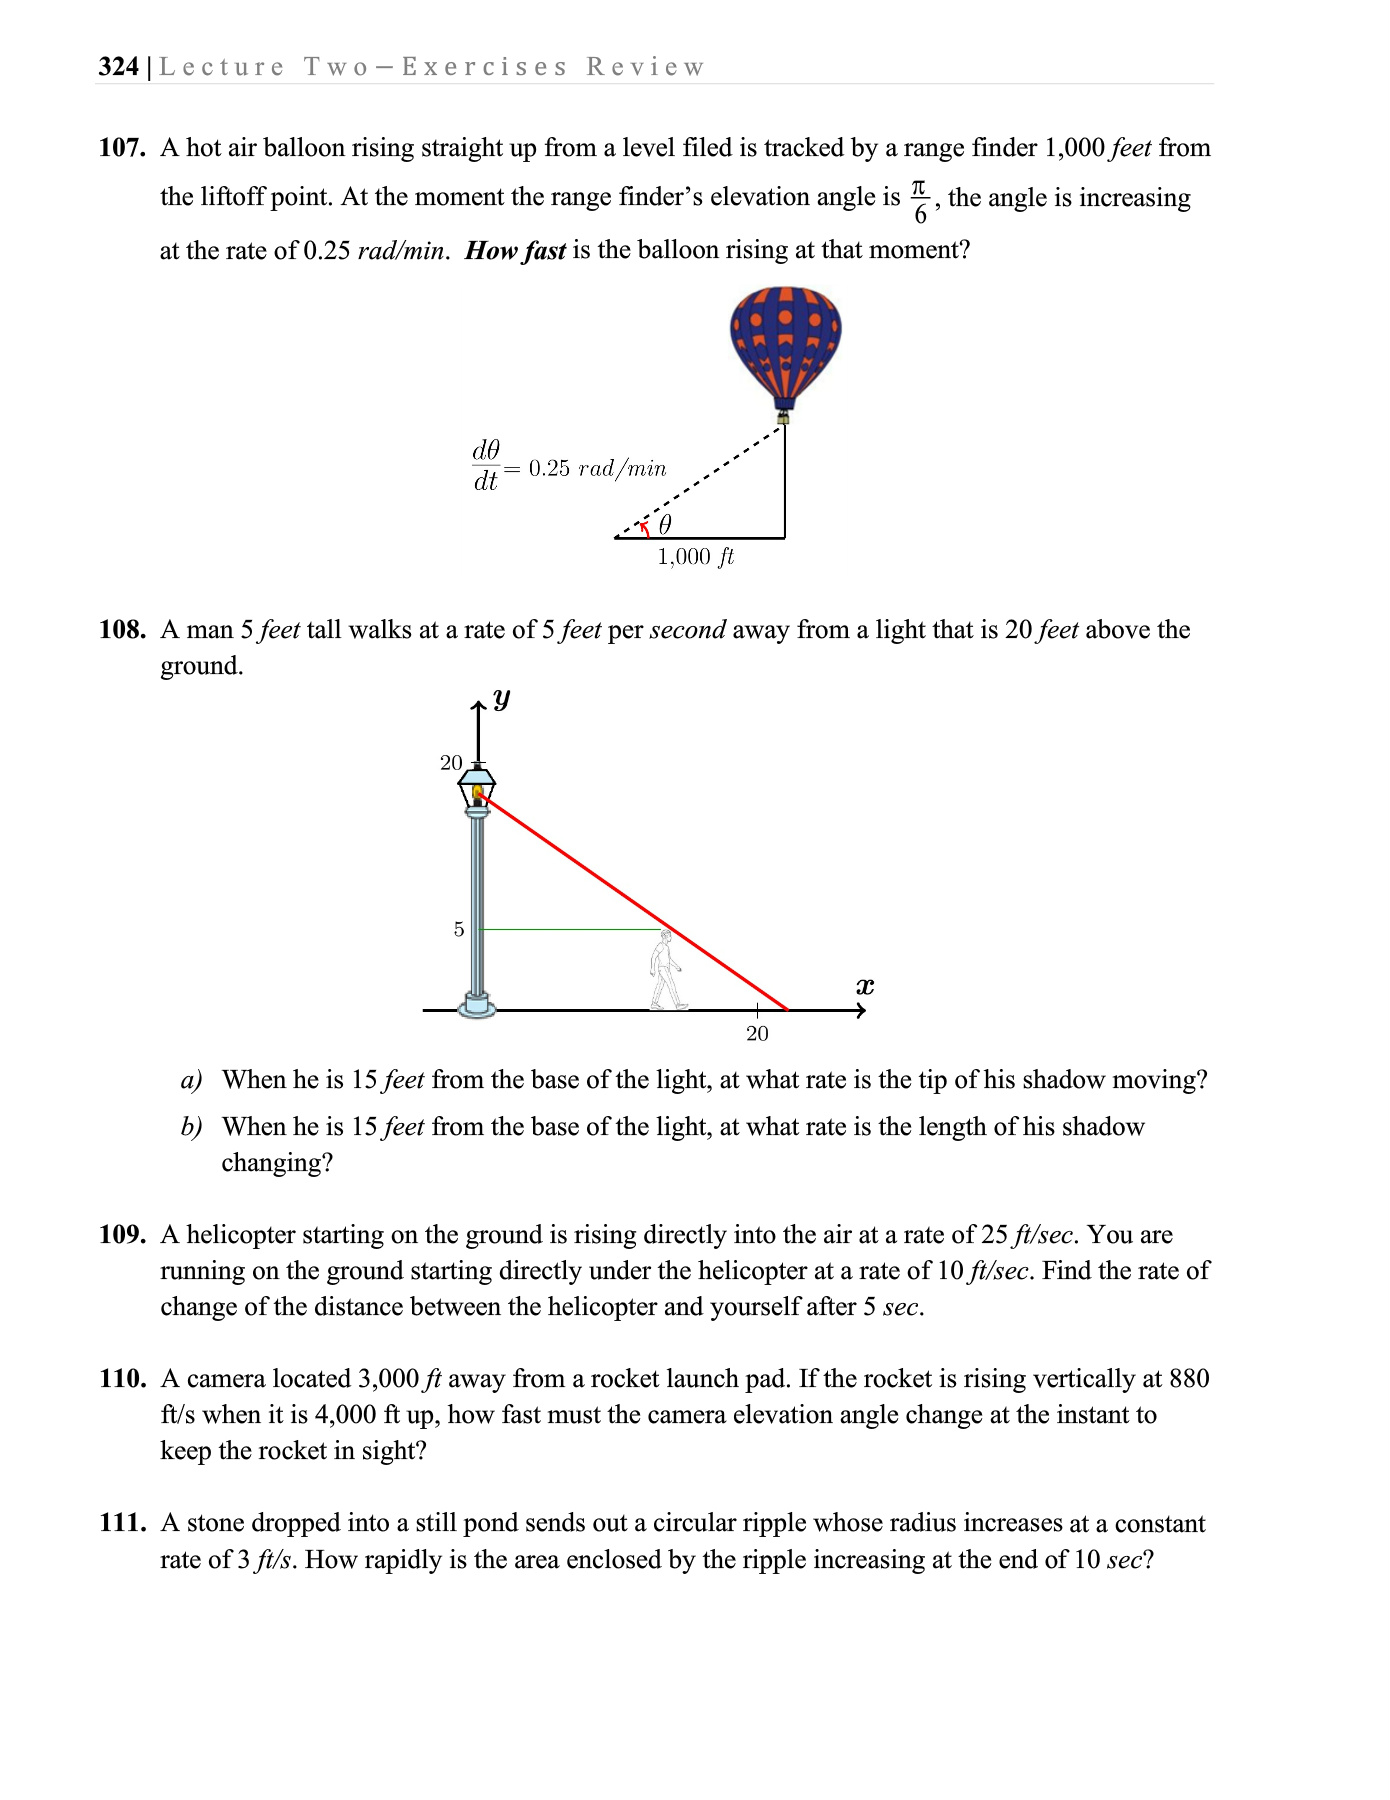 324 | Lecture Two – Exercises Review
107. A hot air balloon rising straight up from a level filed is tracked by a range finder 1,000 feet from
the liftoff point. At the moment the range finder’s elevation angle is π/6, the angle is increasing
at the rate of 0.25 rad/min. How fast is the balloon rising at that moment?
dθ/dt = 0.25 rad/min
θ
1,000 ft
108. A man 5 feet tall walks at a rate of 5 feet per second away from a light that is 20 feet above the
ground.
y
20
5
x
20
a) When he is 15 feet from the base of the light, at what rate is the tip of his shadow moving?
b) When he is 15 feet from the base of the light, at what rate is the length of his shadow
changing?
109. A helicopter starting on the ground is rising directly into the air at a rate of 25 ft/sec. You are
running on the ground starting directly under the helicopter at a rate of 10 ft/sec. Find the rate of
change of the distance between the helicopter and yourself after 5 sec.
110. A camera located 3,000 ft away from a rocket launch pad. If the rocket is rising vertically at 880
ft/s when it is 4,000 ft up, how fast must the camera elevation angle change at the instant to
keep the rocket in sight?
111. A stone dropped into a still pond sends out a circular ripple whose radius increases at a constant
rate of 3 ft/s. How rapidly is the area enclosed by the ripple increasing at the end of 10 sec?